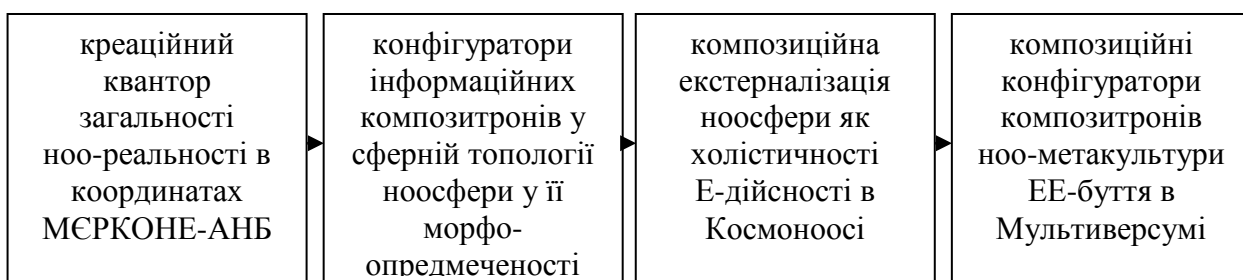 креаційний
квантор
загальності
ноо-реальності в
координатах
МЄРКОНЕ-АНБ
конфігуратори
інформаційних
композитронів у
сферній топології
ноосфери у її
морфо-
опредмеченості
композиційна
екстерналізація
ноосфери як
холістичності
Е-дійсності в
Космоноосі
композиційні
конфігуратори
композитронів
ноо-метакультури
ЕЕ-буття в
Мультиверсумі